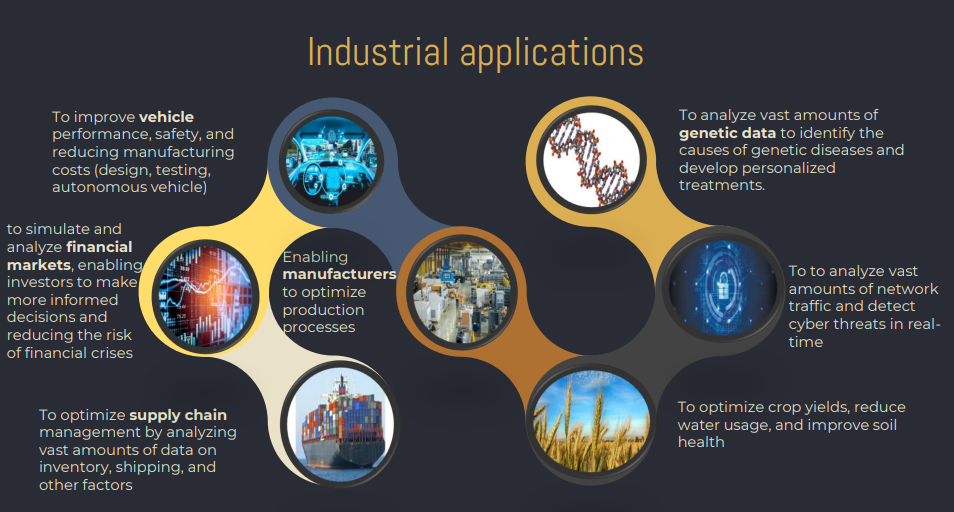 Industrial applications
To improve vehicle
performance, safety, and
reducing manufacturing
costs (design, testing,
autonomous vehicle)
To analyze vast amounts of
genetic data to identify the
causes of genetic diseases and
develop personalized
treatments.
to simulate and
analyze financial
markets, enabling
investors to make
more informed
decisions and
reducing the risk
of financial crises
Enabling
manufacturers
to optimize
production
processes
To to analyze vast
amounts of network
traffic and detect
cyber threats in real-
time
To optimize supply chain
management by analyzing
vast amounts of data on
inventory, shipping, and
other factors
To optimize crop yields, reduce
water usage, and improve soil
health